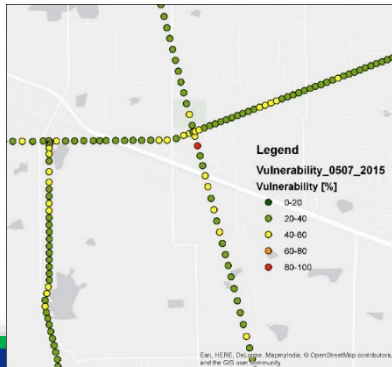 Legend
Vulnerability_0507_2015
Vulnerability [%]
0-20
20-40
40-60
60-80
80-100
Esri, HERE, DeLorme, MapmyIndia, © OpenStreetMap contributors,
and the GIS user community